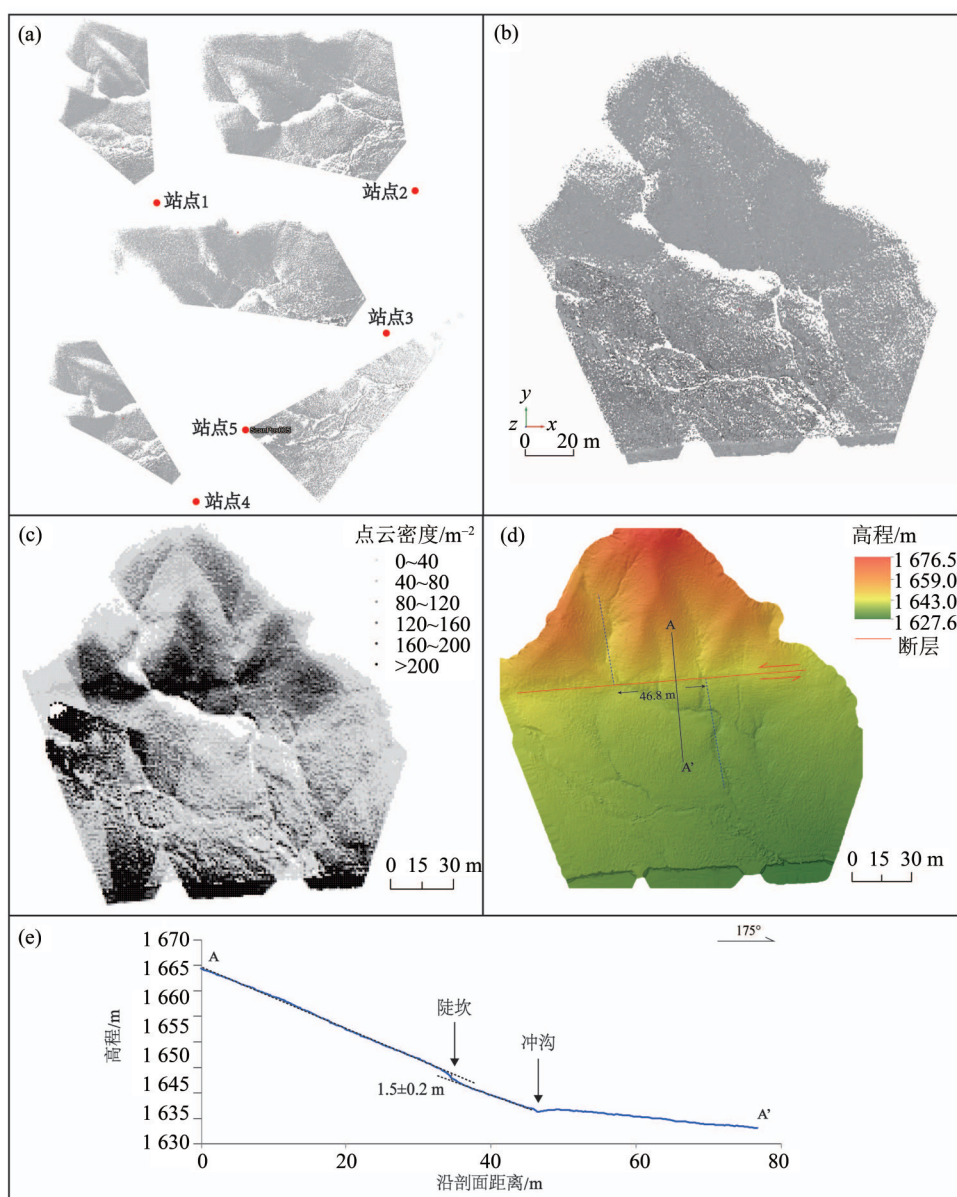 (a)
站点1
站点2
站点3
站点5
ScanPos005
站点4
(b)
y
z x
0 20 m
(c)
点云密度/m⁻²
0~40
40~80
80~120
120~160
160~200
>200
0 15 30 m
(d)
高程/m
1 676.5
1 659.0
1 643.0
1 627.6
断层
A
46.8 m
A'
0 15 30 m
(e)
175°
高程/m
1 670
1 665
1 660
1 655
1 650
1 645
1 635
1 630
A
陡坎
冲沟
1.5±0.2 m
A'
0 20 40 60 80
沿剖面距离/m